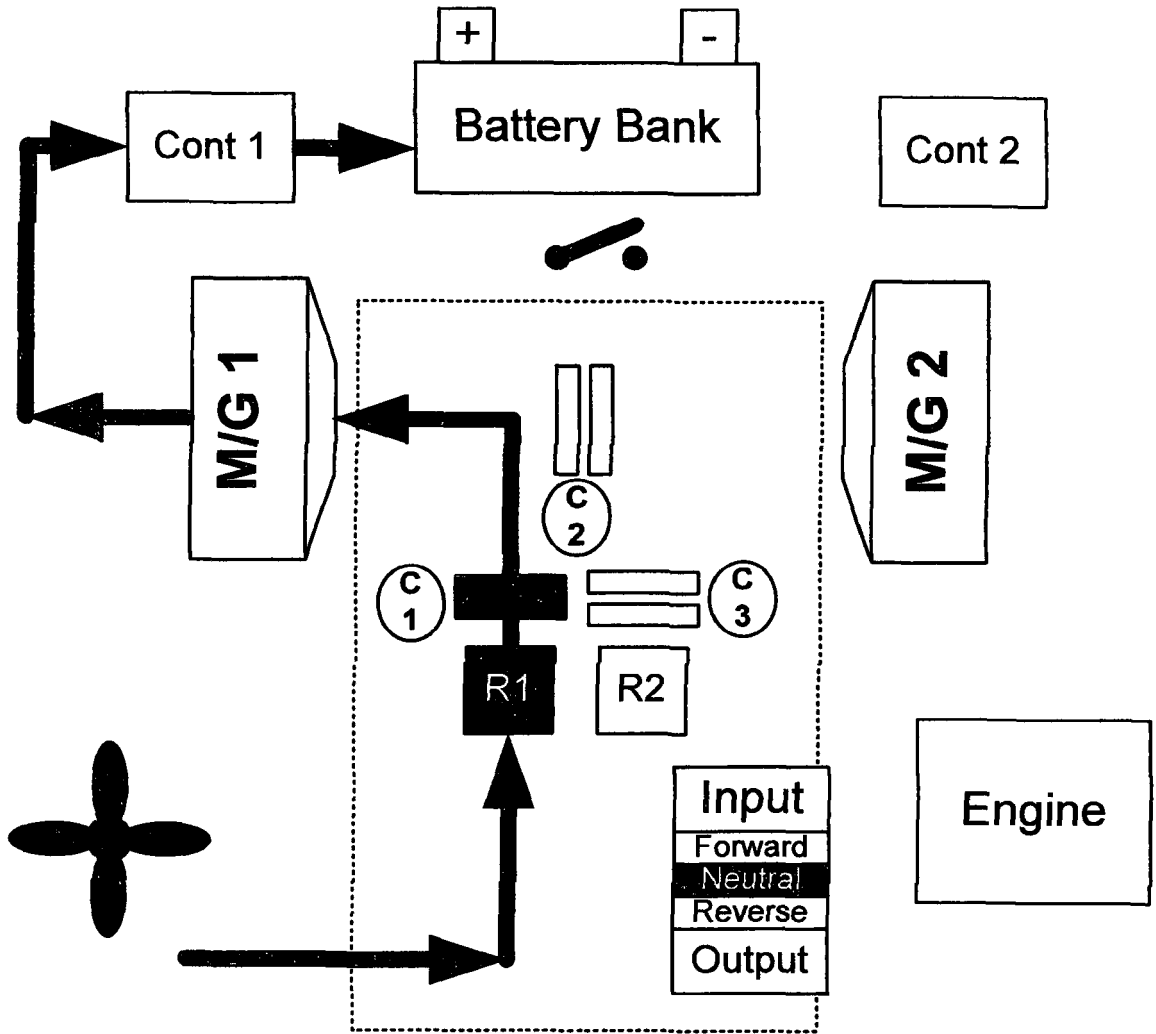 +
-
Battery Bank
Cont 1
Cont 2
M/G 1
M/G 2
C
2
C
1
C
3
R1
R2
Input
Forward
Neutral
Reverse
Output
Engine